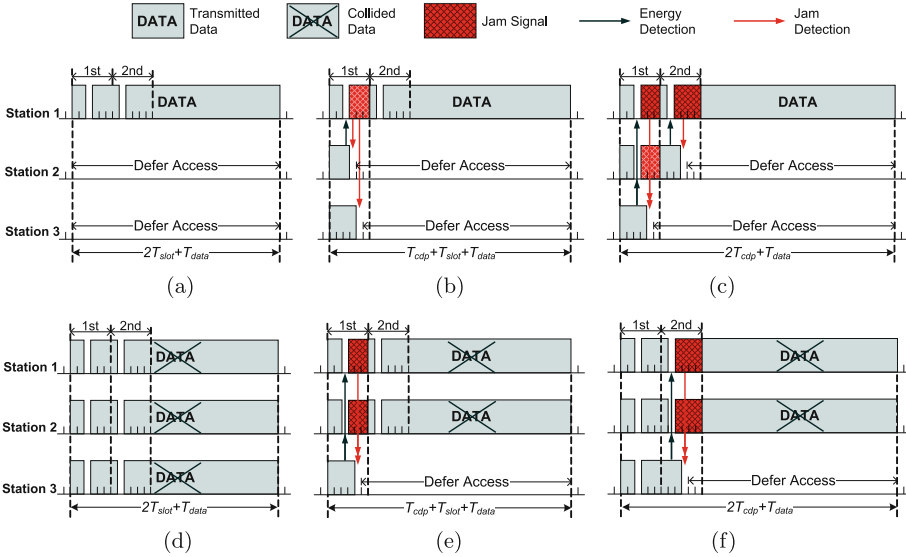 DATA Transmitted Data DATA Collided Data Jam Signal Energy Detection Jam Detection
1st 2nd 1st 2nd 1st 2nd
Station 1 DATA DATA DATA
Station 2 Defer Access Defer Access Defer Access
Station 3 Defer Access Defer Access Defer Access
2Tslot+Tdata Tcdp+Tslot+Tdata 2Tcdp+Tdata
(a) (b) (c)
1st 2nd 1st 2nd 1st 2nd
Station 1 DATA DATA DATA
Station 2 DATA DATA DATA
Station 3 DATA Defer Access Defer Access
2Tslot+Tdata Tcdp+Tslot+Tdata 2Tcdp+Tdata
(d) (e) (f)